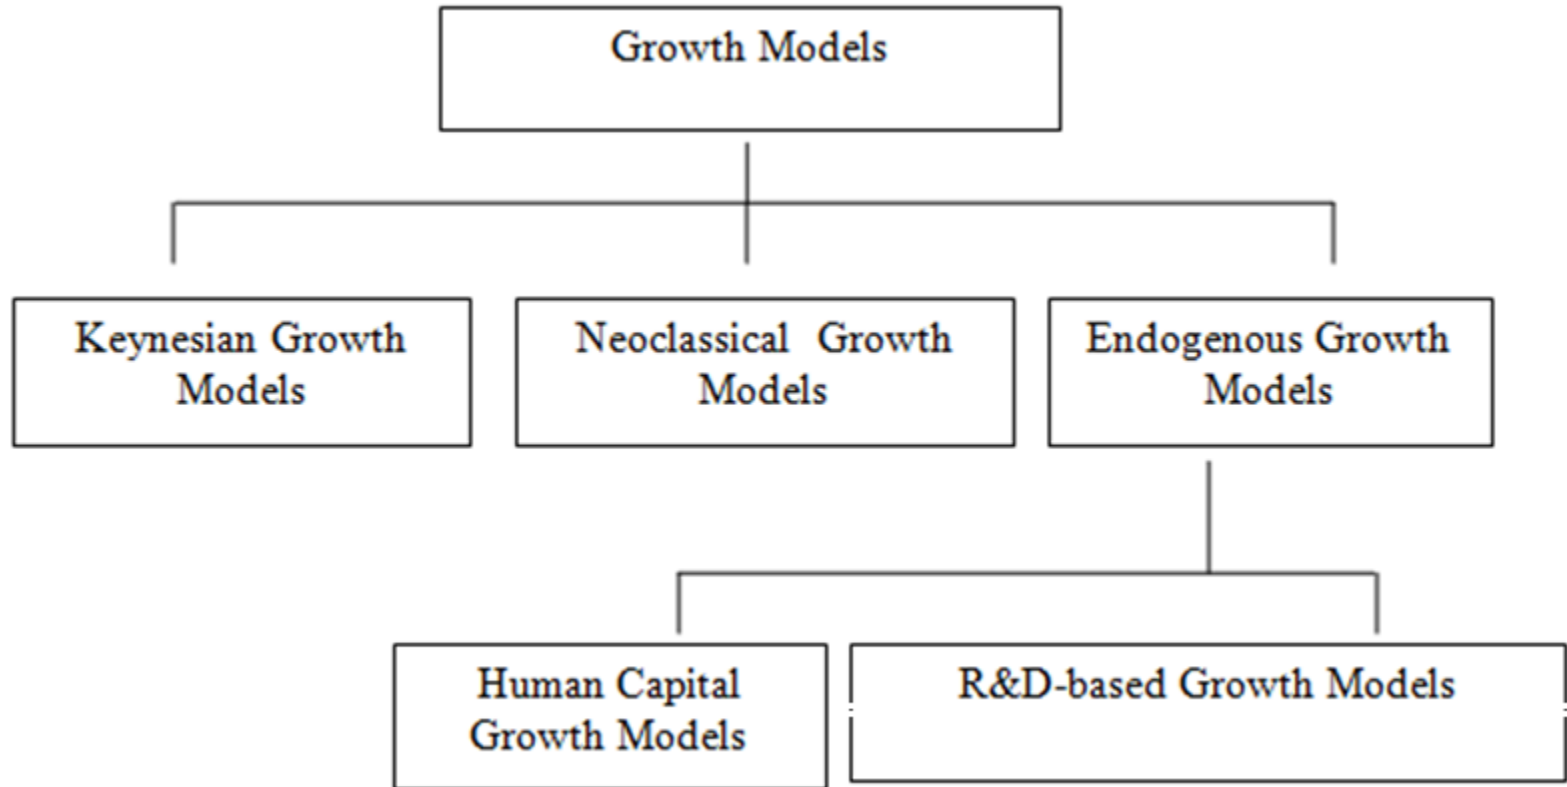 Growth Models
Keynesian Growth
Models
Neoclassical Growth
Models
Endogenous Growth
Models
Human Capital
Growth Models
R&D-based Growth Models